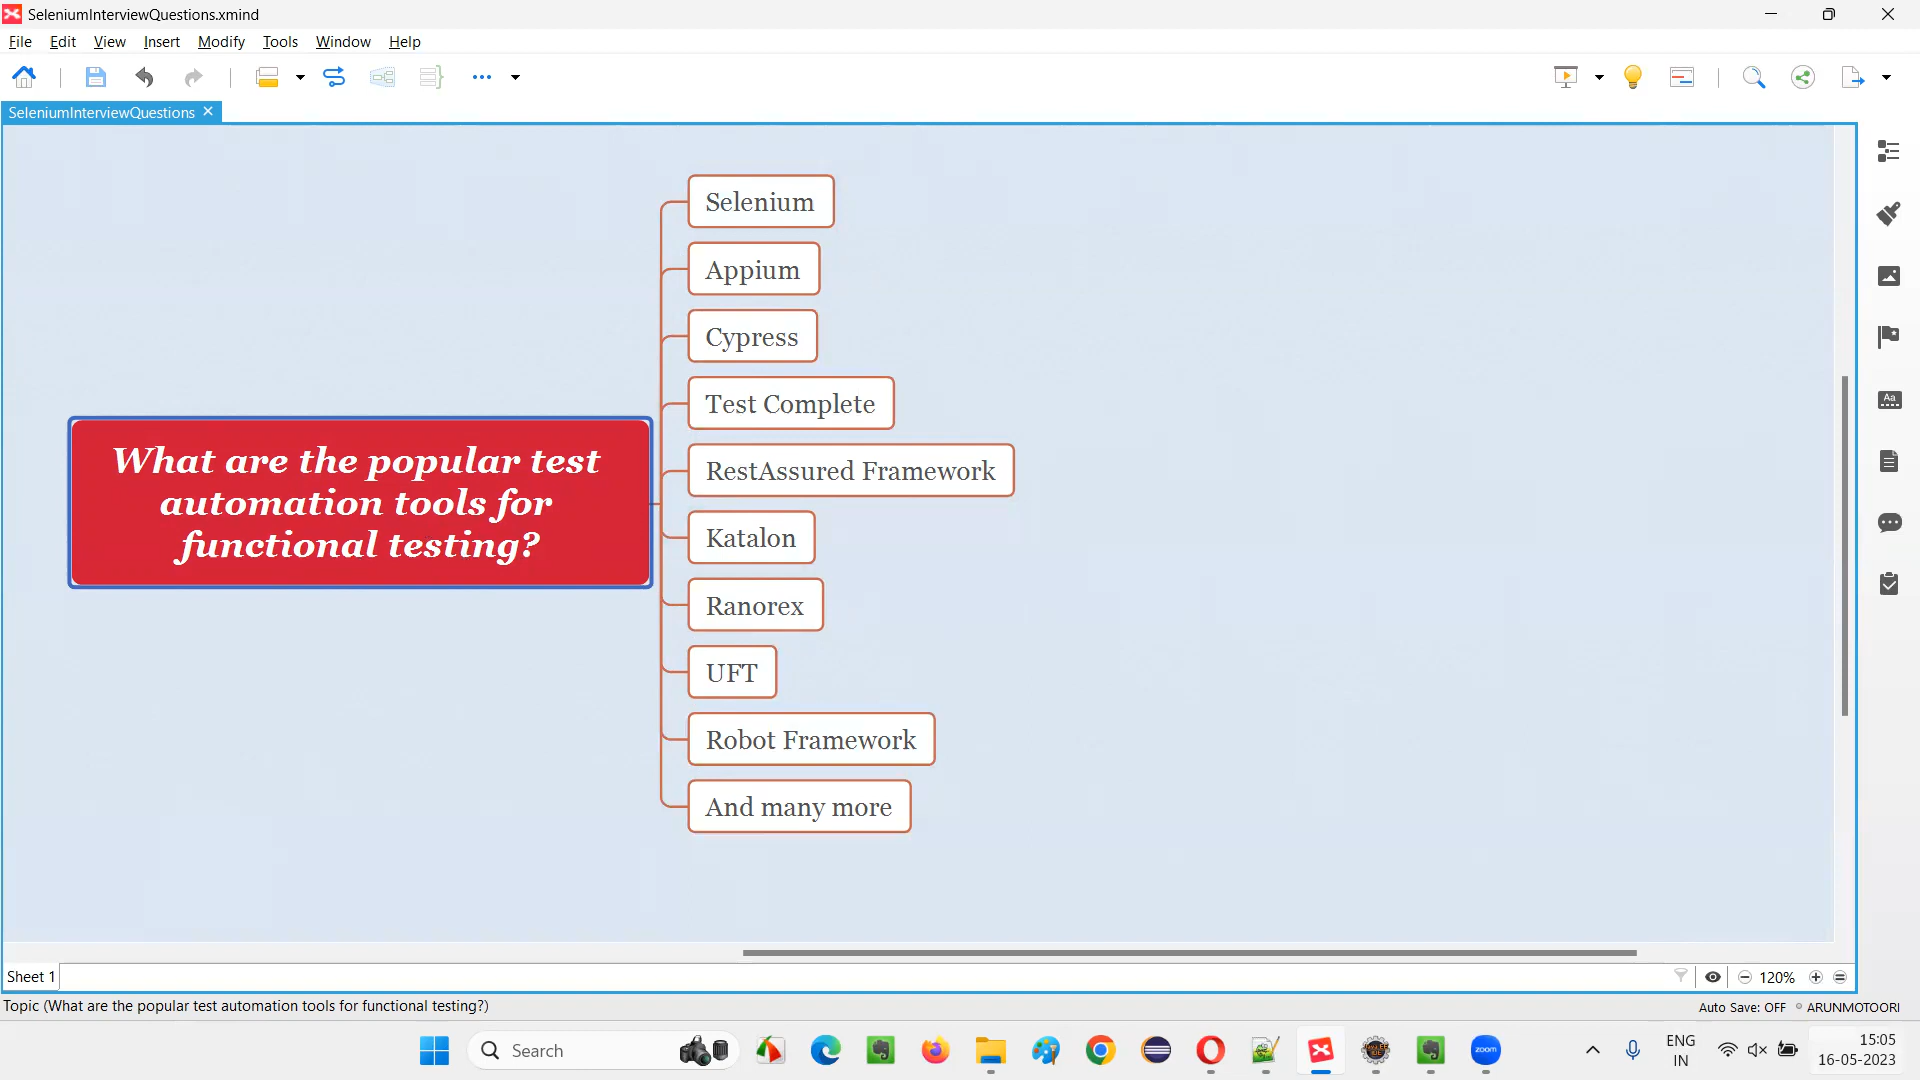 SeleniumInterviewQuestions.xmind
File Edit View Insert Modify Tools Window Help
SeleniumInterviewQuestions
What are the popular test
automation tools for
functional testing?
Selenium
Appium
Cypress
Test Complete
RestAssured Framework
Katalon
Ranorex
UFT
Robot Framework
And many more
Aa
Sheet 1
120%
Topic (What are the popular test automation tools for functional testing?)
Auto Save: OFF
ARUNMOTOORI
Search
zoom
ENG
IN
15:05
16-05-2023